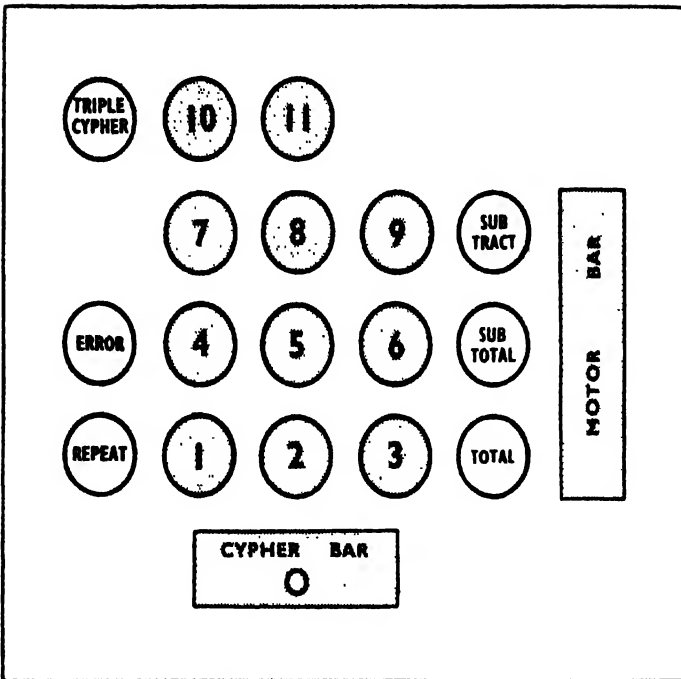 TRIPLE
CYPHER
10
11
7
8
9
SUB
TRACT
ERROR
4
5
6
SUB
TOTAL
REPEAT
1
2
3
TOTAL
MOTOR BAR
CYPHER BAR
O